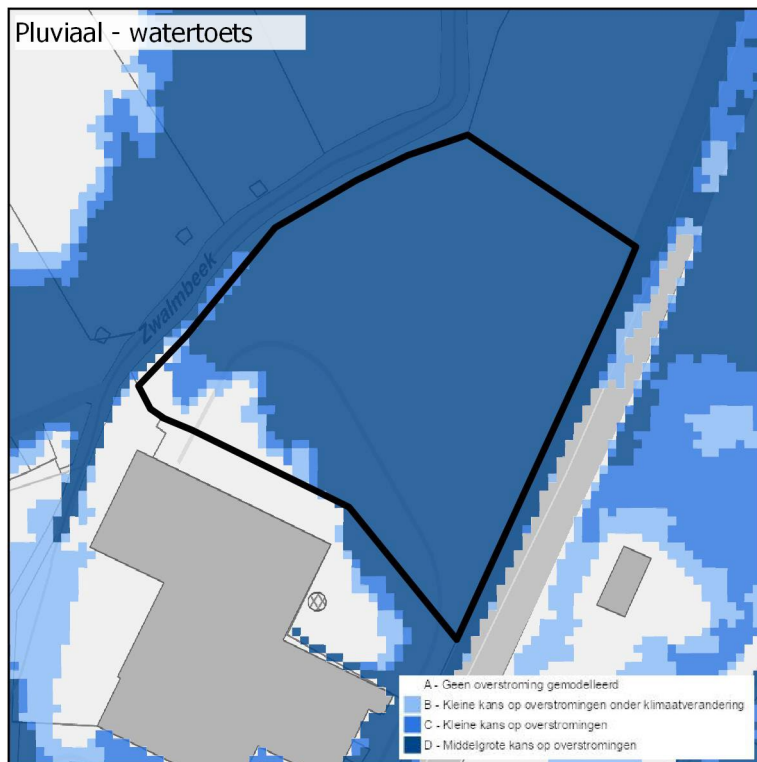 Pluviaal - watertoets
Zwalmbeek
A - Geen overstroming gemodelleerd
B - Kleine kans op overstromingen onder klimaatverandering
C - Kleine kans op overstromingen
D - Middelgrote kans op overstromingen